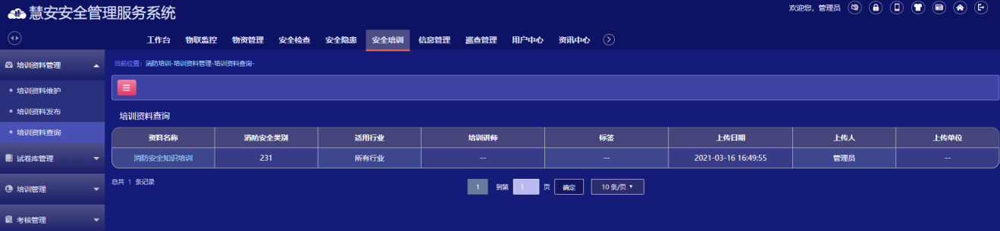 慧安安全管理服务系统
欢迎您，管理员
工作台 物联监控 物资管理 安全检查 安全隐患 安全培训 信息管理 巡查管理 用户中心 资讯中心
培训资料管理
培训资料维护
培训资料发布
培训资料查询
试卷库管理
培训管理
考核管理
当前位置：消防培训-培训资料管理-培训资料查询-
培训资料查询
资料名称 消防安全类别 适用行业 培训讲师 标签 上传日期 上传人 上传单位
消防安全知识培训 231 所有行业 -- -- 2021-03-16 16:49:55 管理员 --
总共 1 条记录 1 到第 1 页 确定 10 条/页